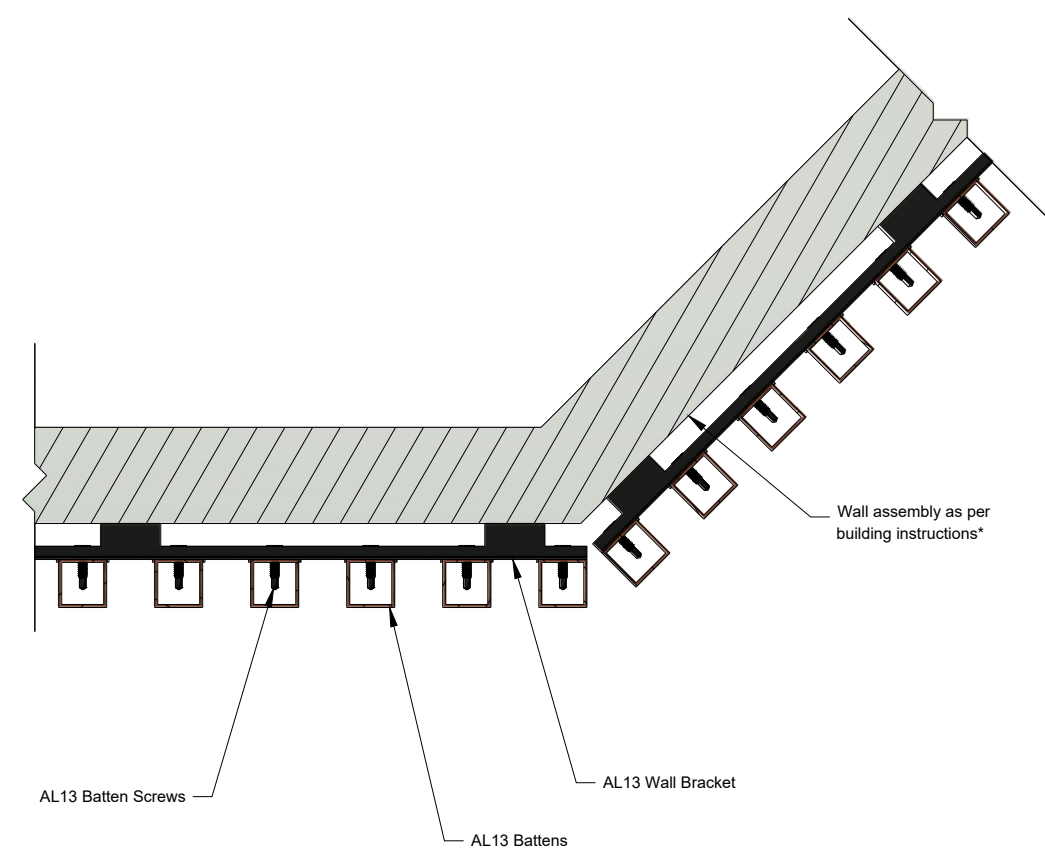 Wall assembly as per
building instructions*
AL13 Wall Bracket
AL13 Batten Screws
AL13 Battens